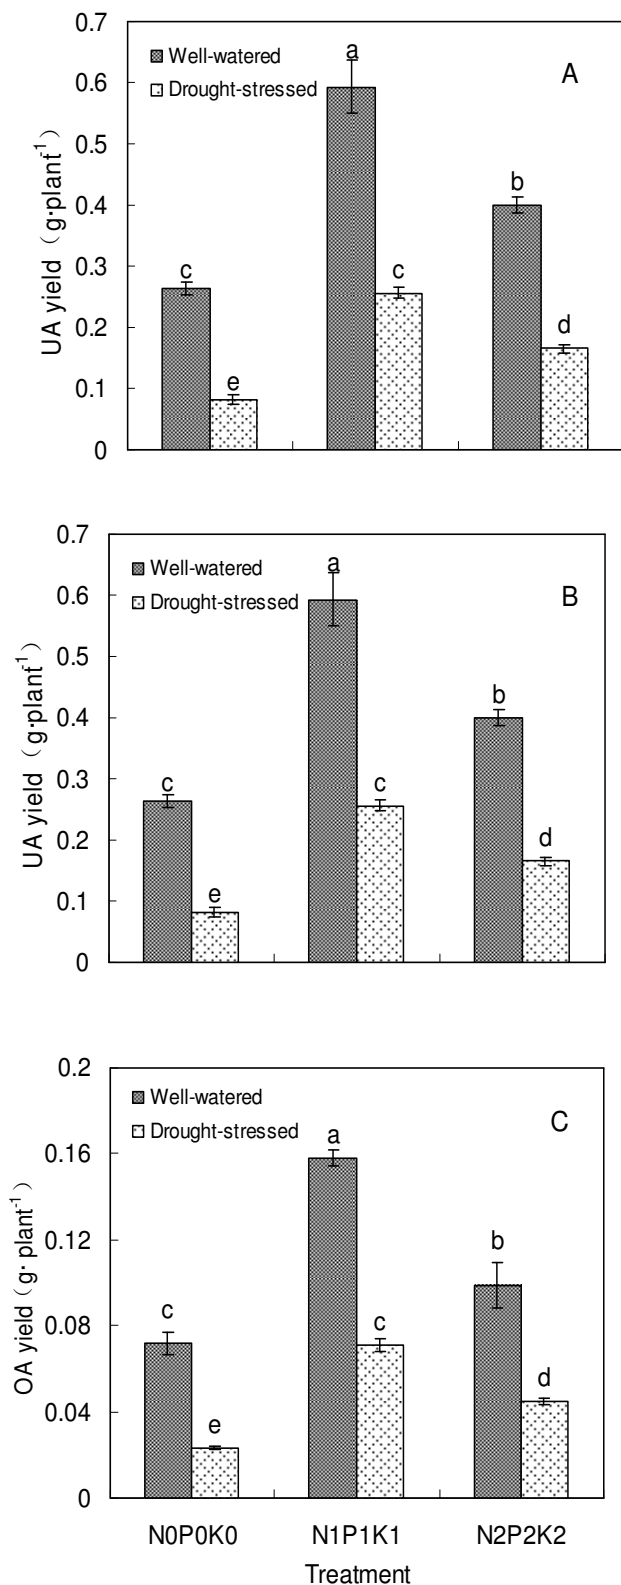 0.7
0.6
0.5
0.4
0.3
0.2
0.1
0
UA yield（g·plant-1）
Well-watered
Drought-stressed
A
c
e
a
c
b
d
0.7
0.6
0.5
0.4
0.3
0.2
0.1
0
UA yield（g·plant-1）
Well-watered
Drought-stressed
B
c
e
a
c
b
d
0.2
0.16
0.12
0.08
0.04
0
OA yield（g· plant-1）
Well-watered
Drought-stressed
C
c
e
a
c
b
d
N0P0K0 N1P1K1 N2P2K2
Treatment